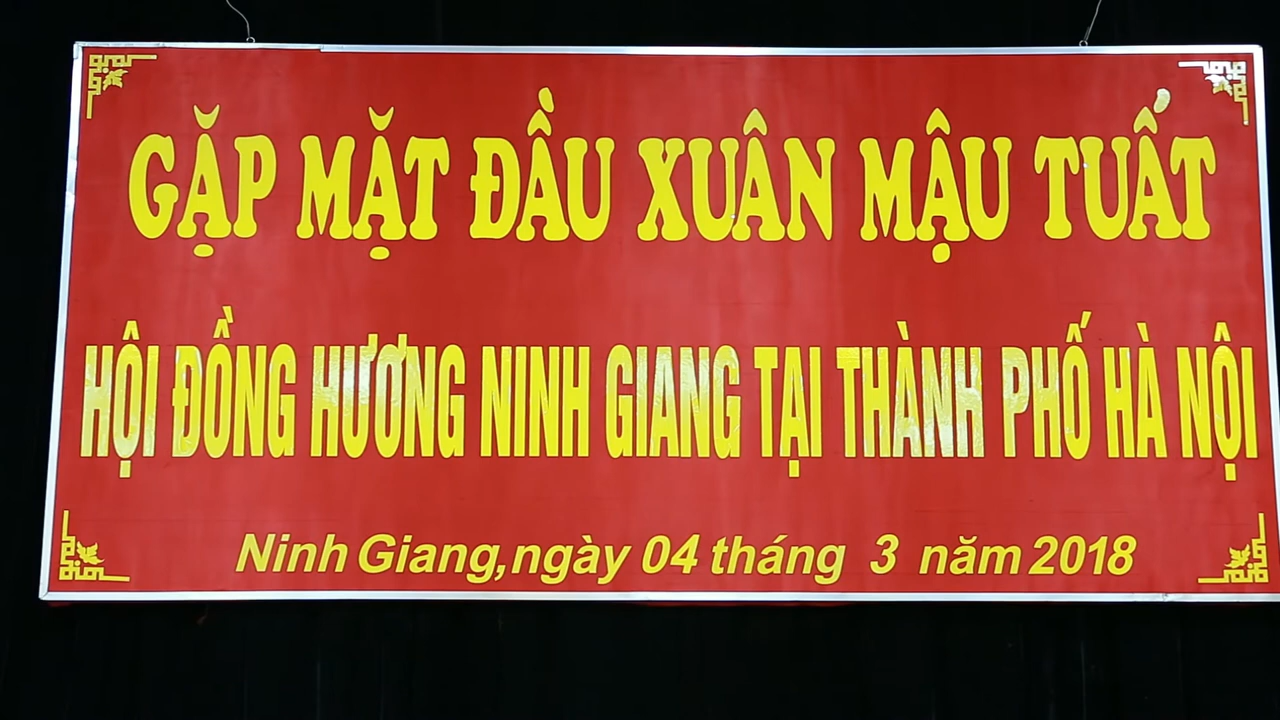 GẶP MẶT ĐẦU XUÂN MẬU TUẤT
HỘI ĐỒNG HƯƠNG NINH GIANG TẠI THÀNH PHỐ HÀ NỘI
Ninh Giang,ngày 04 tháng 3 năm 2018